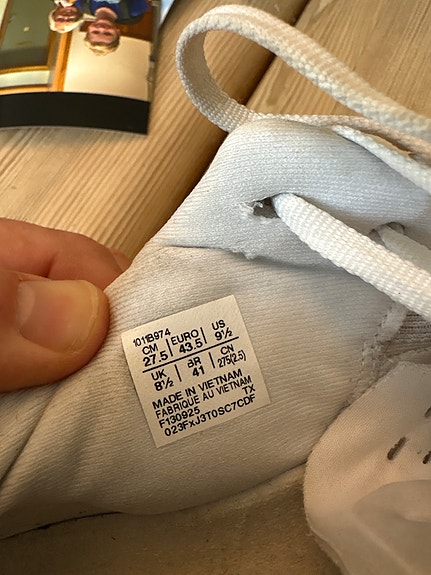 1011B974
CM EURO US
27.5 43.5 9½
UK BR CN
8½ 41 275(2.5)
MADE IN VIETNAM
FABRIQUE AU VIETNAM
F130925 TX
023FxJ3T0SC7CDF